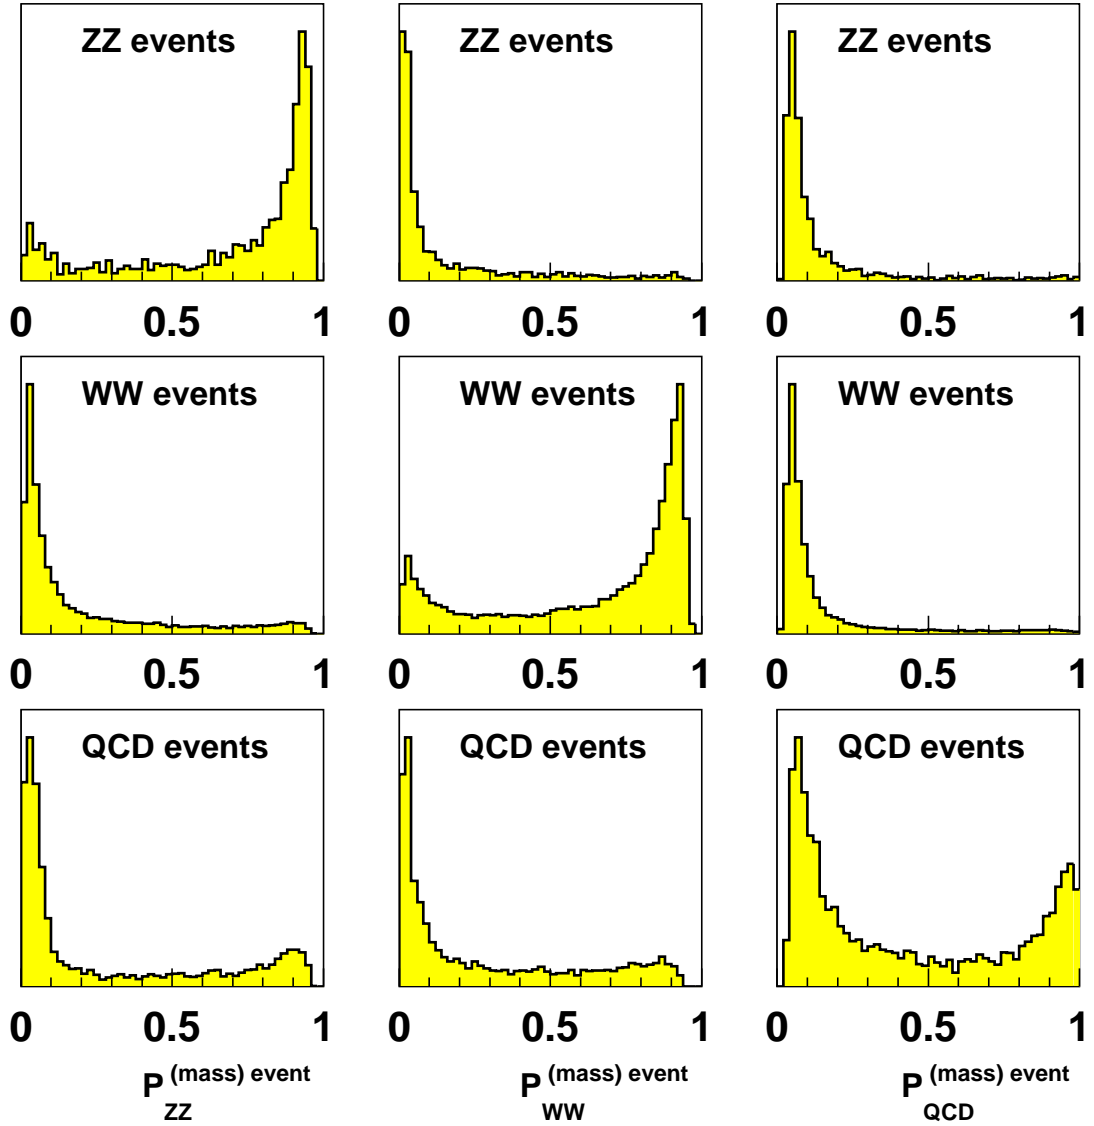 ZZ events ZZ events ZZ events
0 0.5 1 0 0.5 1 0 0.5 1
WW events WW events WW events
0 0.5 1 0 0.5 1 0 0.5 1
QCD events QCD events QCD events
0 0.5 1 0 0.5 1 0 0.5 1
P (mass) event P (mass) event P (mass) event
ZZ WW QCD